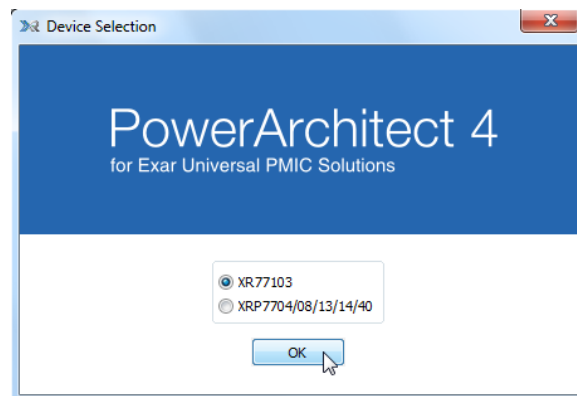 Device Selection
PowerArchitect 4
for Exar Universal PMIC Solutions
XR77103
XRP7704/08/13/14/40
OK